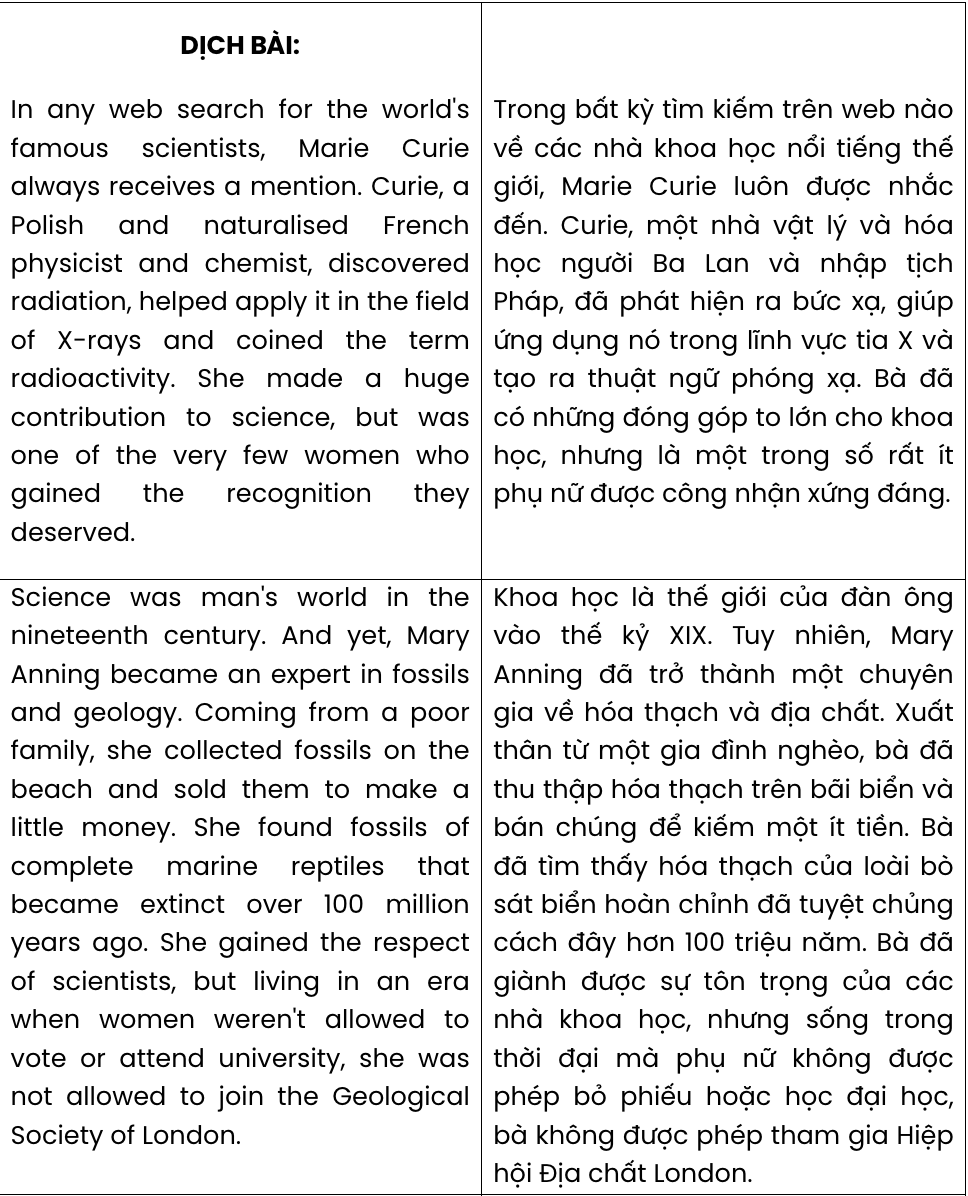 DỊCH BÀI:
In any web search for the world's
famous scientists, Marie Curie
always receives a mention. Curie, a
Polish and naturalised French
physicist and chemist, discovered
radiation, helped apply it in the field
of X-rays and coined the term
radioactivity. She made a huge
contribution to science, but was
one of the very few women who
gained the recognition they
deserved.
Trong bất kỳ tìm kiếm trên web nào
về các nhà khoa học nổi tiếng thế
giới, Marie Curie luôn được nhắc
đến. Curie, một nhà vật lý và hóa
học người Ba Lan và nhập tịch
Pháp, đã phát hiện ra bức xạ, giúp
ứng dụng nó trong lĩnh vực tia X và
tạo ra thuật ngữ phóng xạ. Bà đã
có những đóng góp to lớn cho khoa
học, nhưng là một trong số rất ít
phụ nữ được công nhận xứng đáng.
Science was man's world in the
nineteenth century. And yet, Mary
Anning became an expert in fossils
and geology. Coming from a poor
family, she collected fossils on the
beach and sold them to make a
little money. She found fossils of
complete marine reptiles that
became extinct over 100 million
years ago. She gained the respect
of scientists, but living in an era
when women weren't allowed to
vote or attend university, she was
not allowed to join the Geological
Society of London.
Khoa học là thế giới của đàn ông
vào thế kỷ XIX. Tuy nhiên, Mary
Anning đã trở thành một chuyên
gia về hóa thạch và địa chất. Xuất
thân từ một gia đình nghèo, bà đã
thu thập hóa thạch trên bãi biển và
bán chúng để kiếm một ít tiền. Bà
đã tìm thấy hóa thạch của loài bò
sát biển hoàn chỉnh đã tuyệt chủng
cách đây hơn 100 triệu năm. Bà đã
giành được sự tôn trọng của các
nhà khoa học, nhưng sống trong
thời đại mà phụ nữ không được
phép bỏ phiếu hoặc học đại học,
bà không được phép tham gia Hiệp
hội Địa chất London.